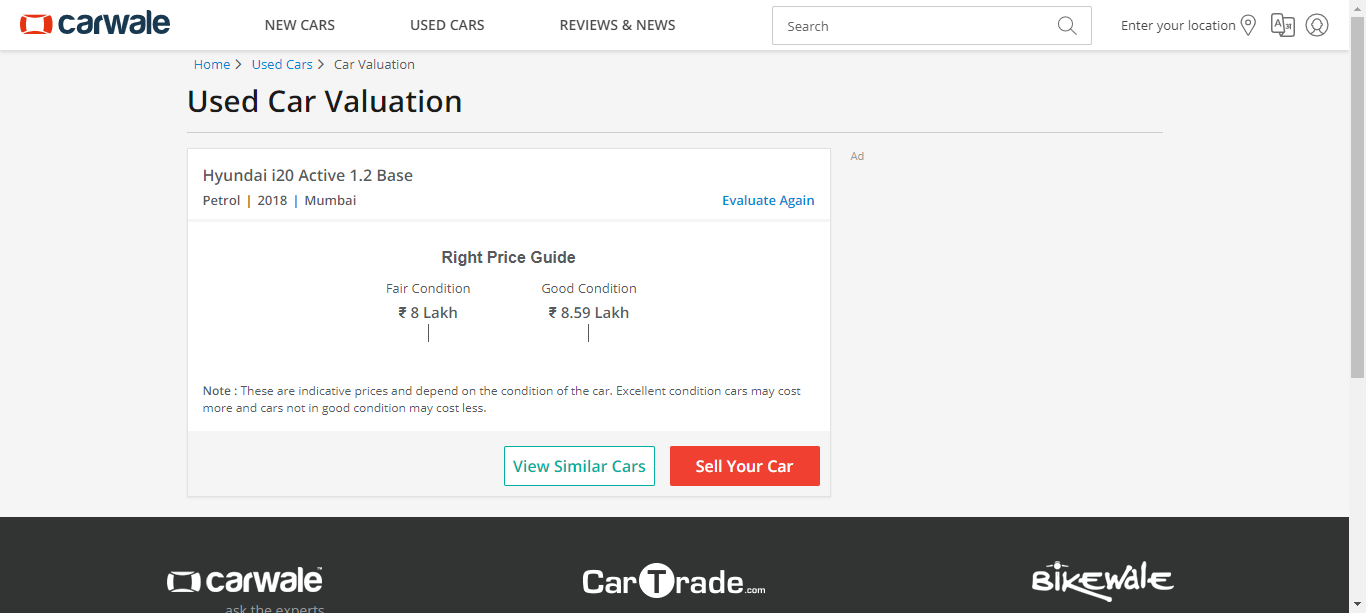 carwale NEW CARS USED CARS REVIEWS & NEWS Search Enter your location
Home > Used Cars > Car Valuation
Used Car Valuation
Ad
Hyundai i20 Active 1.2 Base
Petrol | 2018 | Mumbai Evaluate Again
Right Price Guide
Fair Condition Good Condition
₹ 8 Lakh ₹ 8.59 Lakh
Note : These are indicative prices and depend on the condition of the car. Excellent condition cars may cost
more and cars not in good condition may cost less.
View Similar Cars Sell Your Car
carwale™ CarTrade.com BIKEWALE
ask the experts